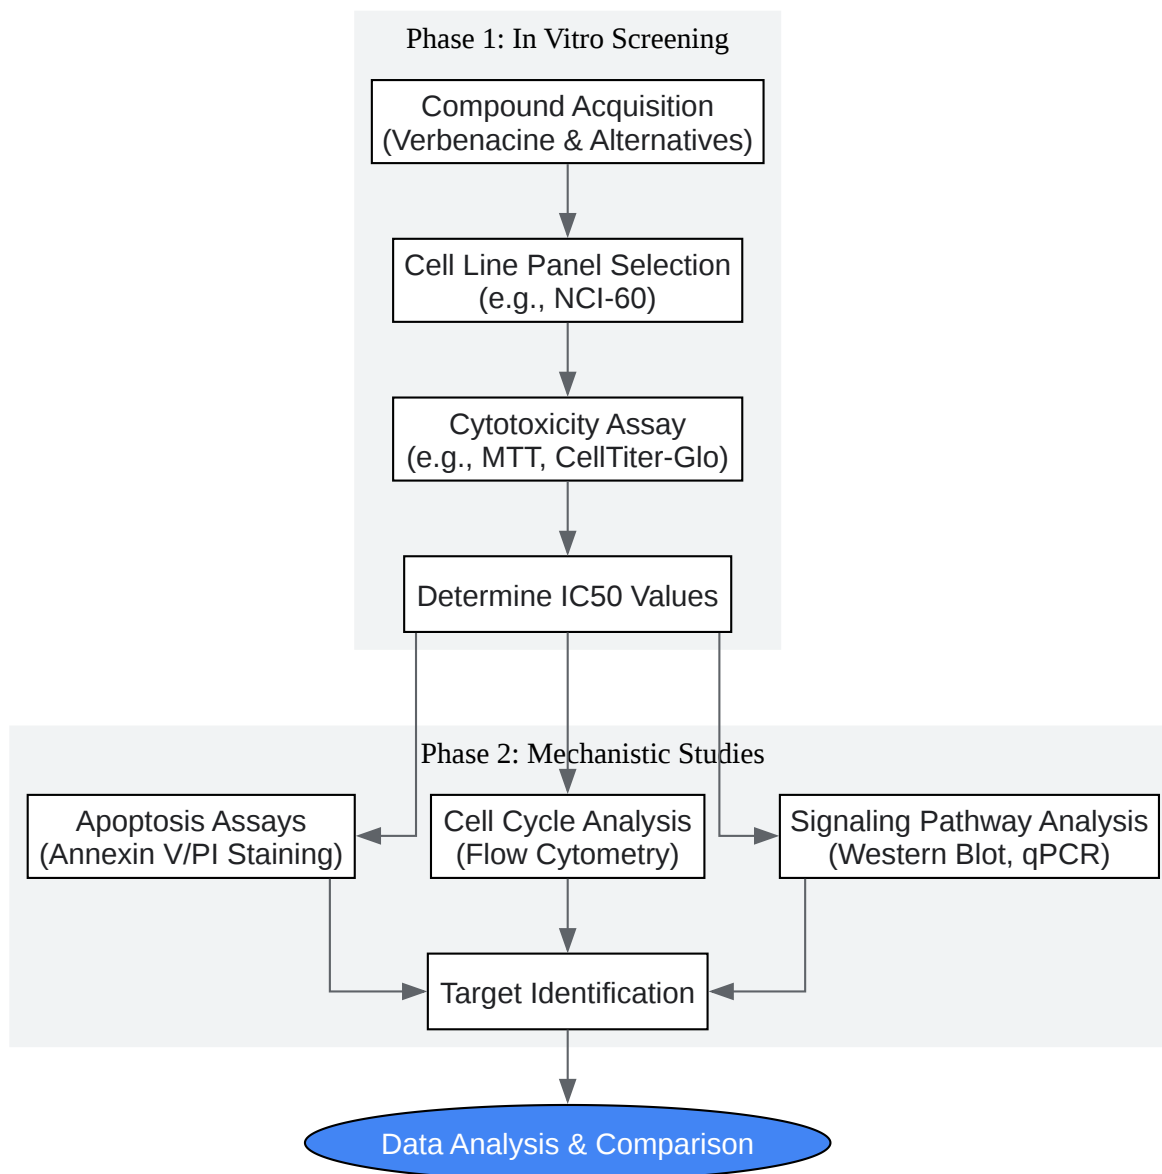 Phase 1: In Vitro Screening
Compound Acquisition
(Verbenacine & Alternatives)
Cell Line Panel Selection
(e.g., NCI-60)
Cytotoxicity Assay
(e.g., MTT, CellTiter-Glo)
Determine IC50 Values
Phase 2: Mechanistic Studies
Apoptosis Assays
(Annexin V/PI Staining)
Cell Cycle Analysis
(Flow Cytometry)
Signaling Pathway Analysis
(Western Blot, qPCR)
Target Identification
Data Analysis & Comparison